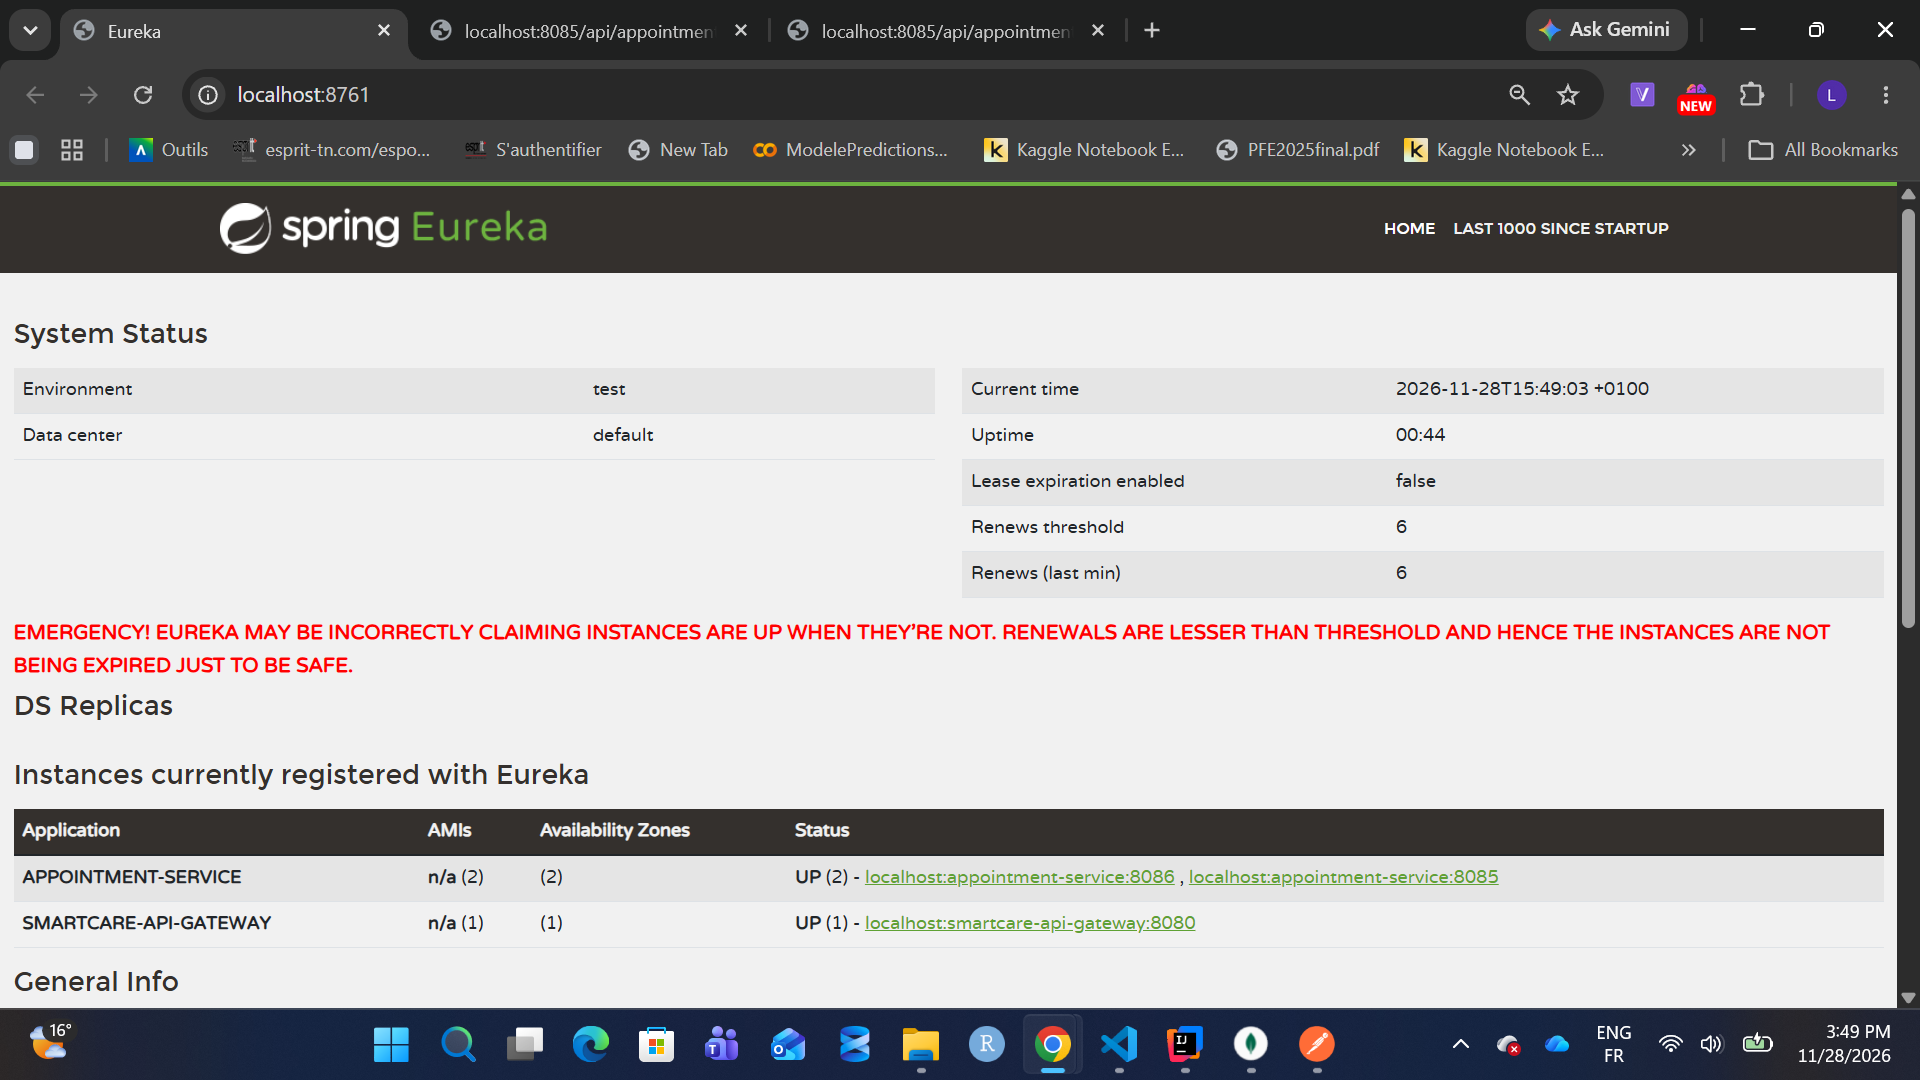 Eureka
localhost:8085/api/appointmen
localhost:8085/api/appointmen
Ask Gemini
localhost:8761
V
NEW
L
Outils
esprit-tn.com/espo...
S'authentifier
New Tab
ModelePredictions...
Kaggle Notebook E...
PFE2025final.pdf
Kaggle Notebook E...
All Bookmarks
spring Eureka
HOME
LAST 1000 SINCE STARTUP
System Status
Environment test
Data center default
Current time 2026-11-28T15:49:03 +0100
Uptime 00:44
Lease expiration enabled false
Renews threshold 6
Renews (last min) 6
EMERGENCY! EUREKA MAY BE INCORRECTLY CLAIMING INSTANCES ARE UP WHEN THEY'RE NOT. RENEWALS ARE LESSER THAN THRESHOLD AND HENCE THE INSTANCES ARE NOT
BEING EXPIRED JUST TO BE SAFE.
DS Replicas
Instances currently registered with Eureka
Application AMIs Availability Zones Status
APPOINTMENT-SERVICE n/a (2) (2) UP (2) - localhost:appointment-service:8086 , localhost:appointment-service:8085
SMARTCARE-API-GATEWAY n/a (1) (1) UP (1) - localhost:smartcare-api-gateway:8080
General Info
16°
ENG
FR
3:49 PM
11/28/2026